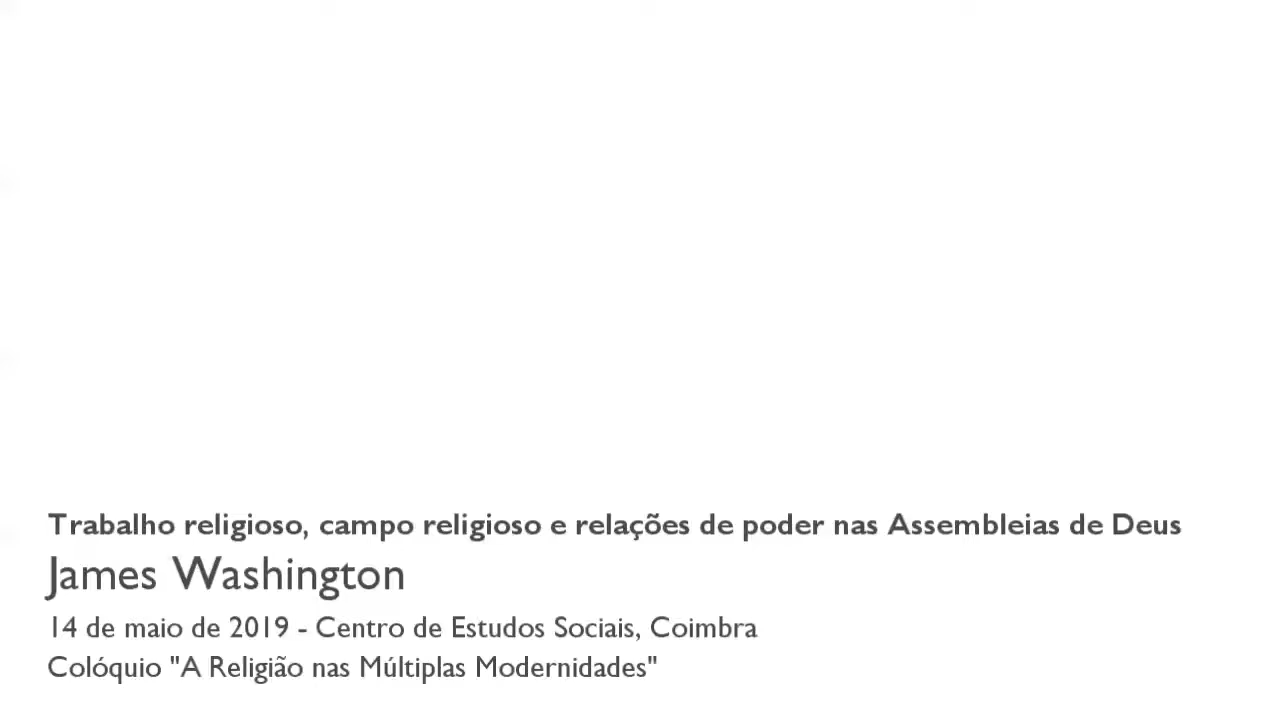 Trabalho religioso, campo religioso e relações de poder nas Assembleias de Deus
James Washington
14 de maio de 2019 - Centro de Estudos Sociais, Coimbra
Colóquio "A Religião nas Múltiplas Modernidades"